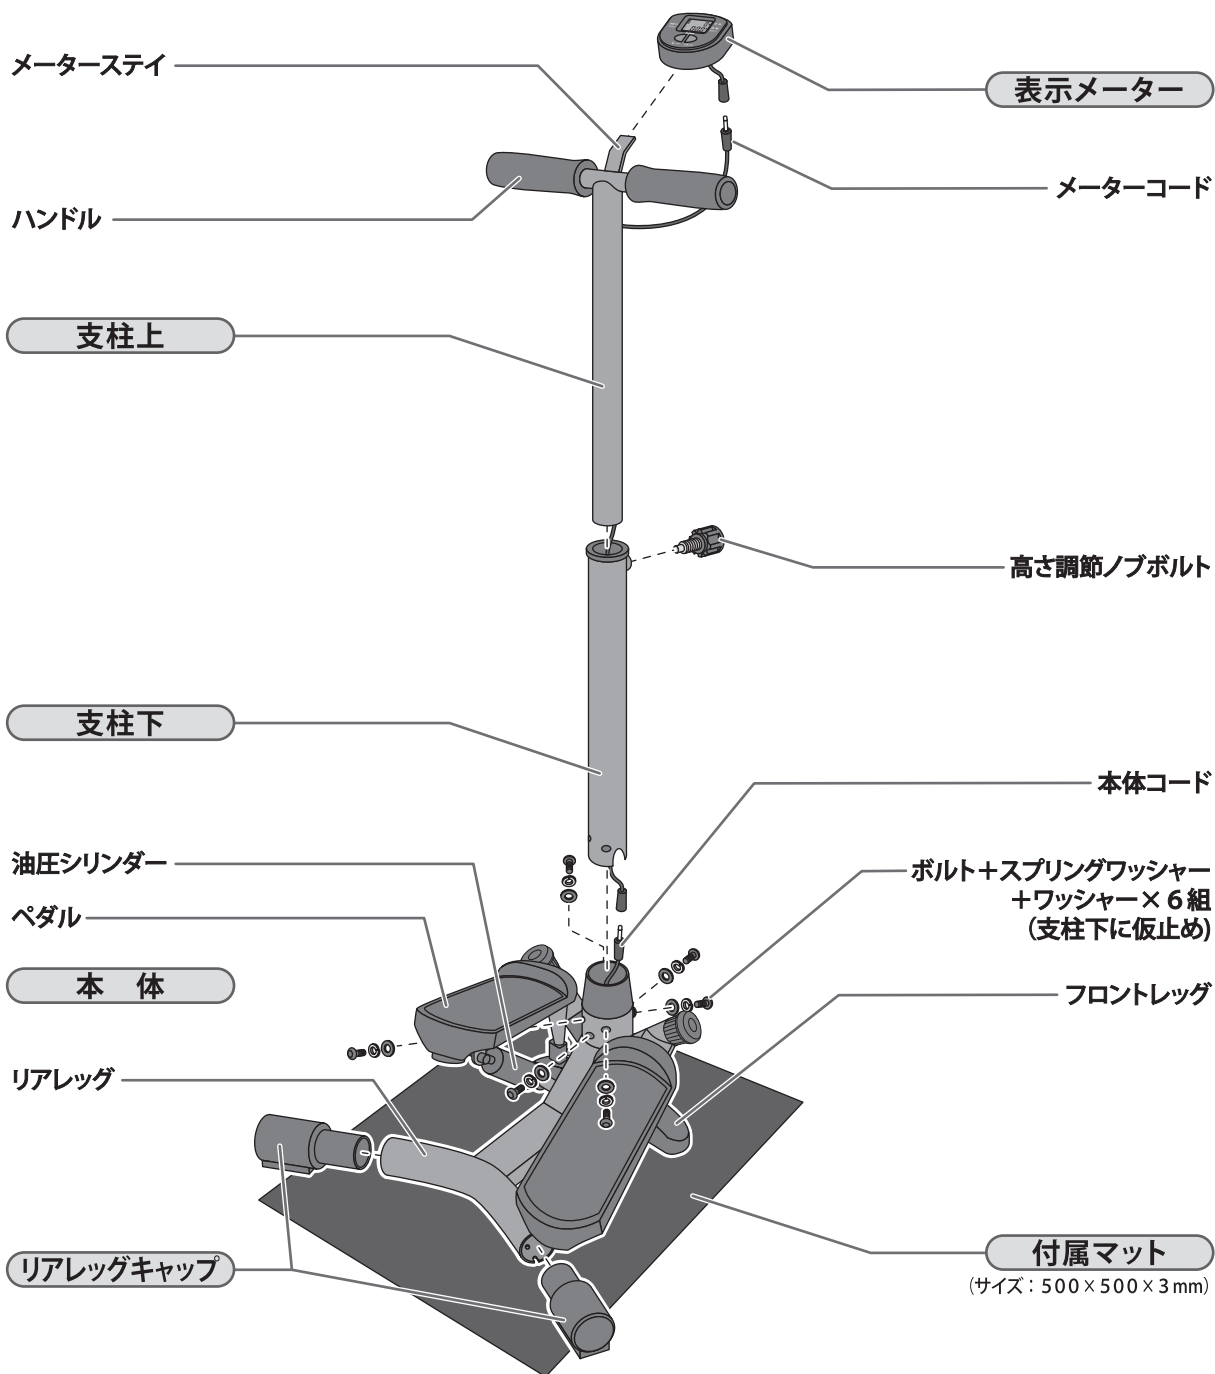 メーターステイ
表示メーター
メーターコード
ハンドル
支柱上
高さ調節ノブボルト
支柱下
本体コード
油圧シリンダー
ボルト＋スプリングワッシャー
＋ワッシャー×６組
（支柱下に仮止め)
ペダル
本　体
フロントレッグ
リアレッグ
付属マット
（サイズ：500×500×3mm）
リアレッグキャップ